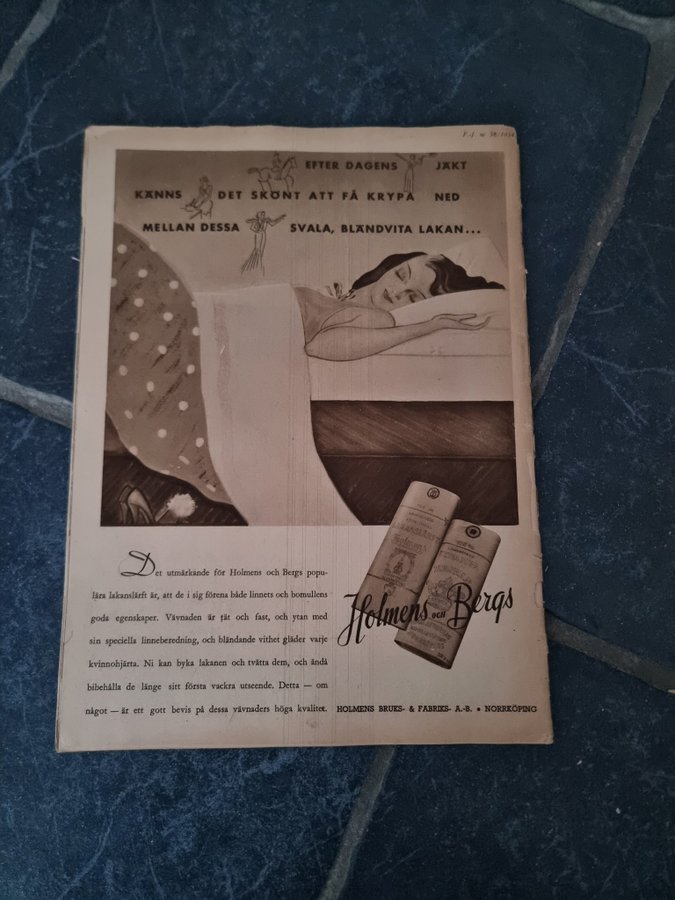 EFTER DAGENS JÄKT
KÄNNS DET SKÖNT ATT FÅ KRYPA NED
MELLAN DESSA SVALA, BLÄNDVITA LAKAN...
Det utmärkande för Holmens och Bergs popu-
lära lakanslärft är, att de i sig förena både linnets och bomullens
goda egenskaper. Vävnaden är tät och fast, och ytan med
sin speciella linneberedning, och bländande vithet gläder varje
kvinnohjärta. Ni kan byka lakanen och tvätta dem, och ändå
bibehålla de länge sitt första vackra utseende. Detta — om
något — är ett gott bevis på dessa vävnaders höga kvalitet.
Holmens OCH Bergs
HOLMENS BRUKS- & FABRIKS- A.-B. • NORRKÖPING